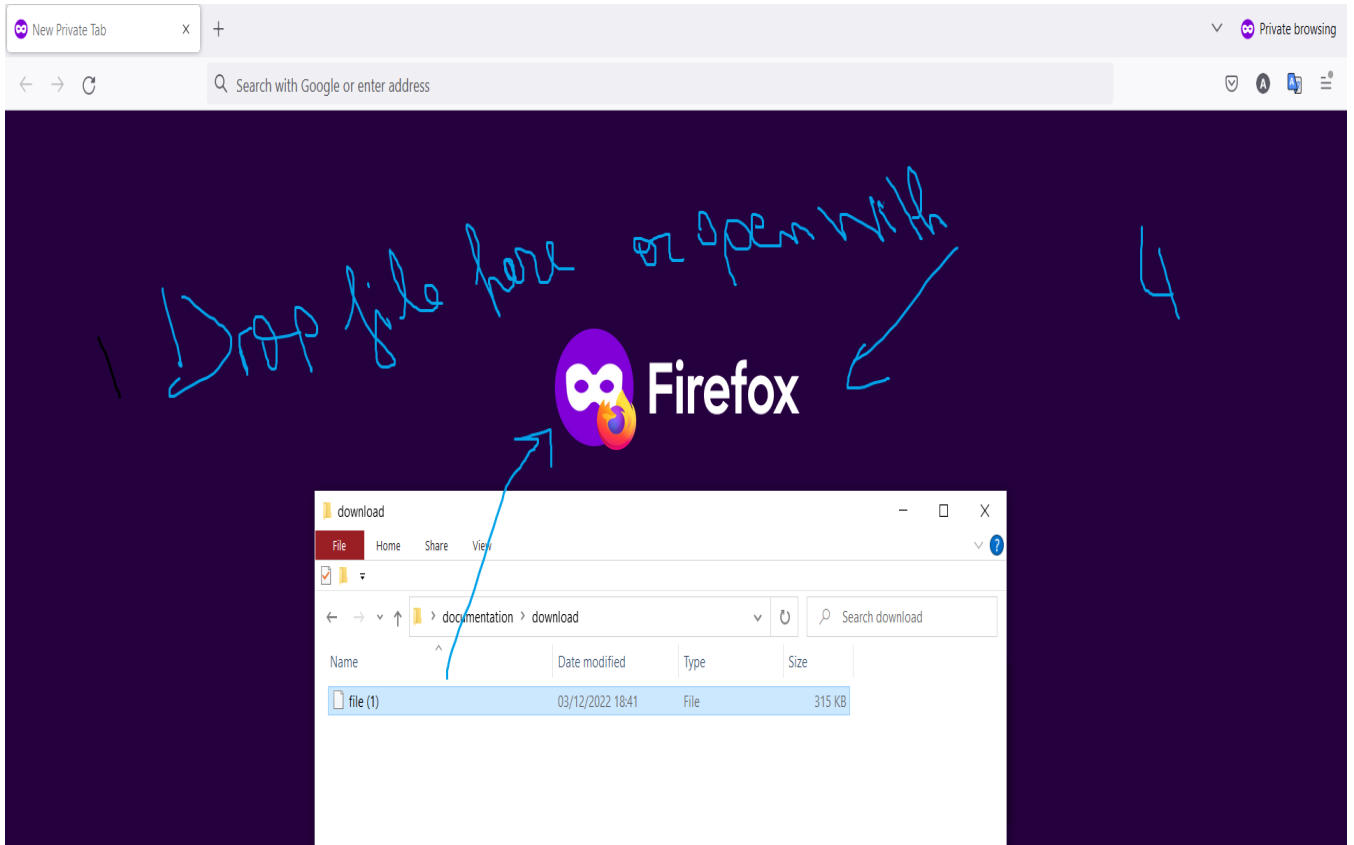 New Private Tab
Private browsing
Search with Google or enter address
A
Drop file here or open with
4
Firefox
download
File Home Share View
?
documentation > download
Search download
Name Date modified Type Size
file (1) 03/12/2022 18:41 File 315 KB